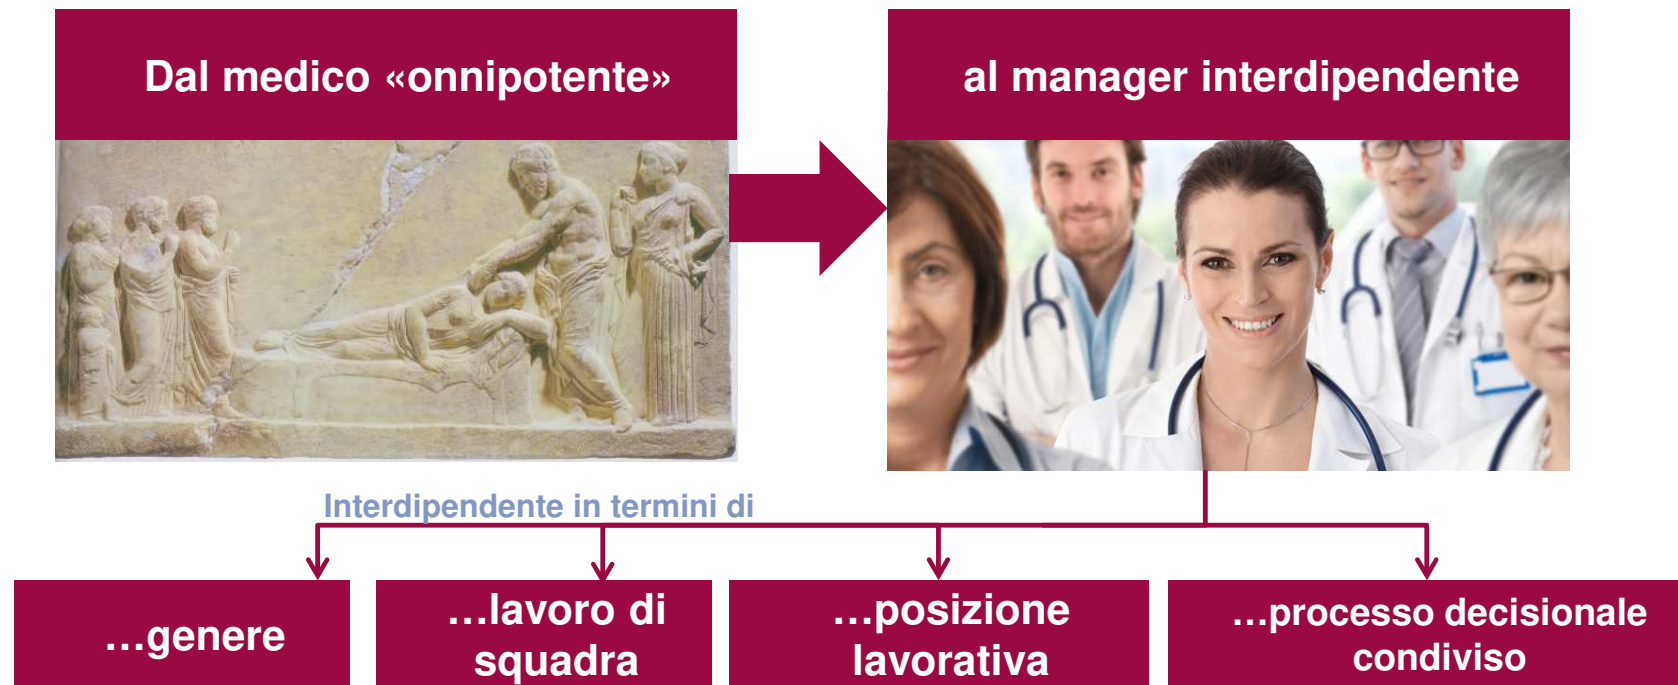 Dal medico «onnipotente»
al manager interdipendente
Interdipendente in termini di
…genere
…lavoro di
squadra
…posizione
lavorativa
…processo decisionale
condiviso